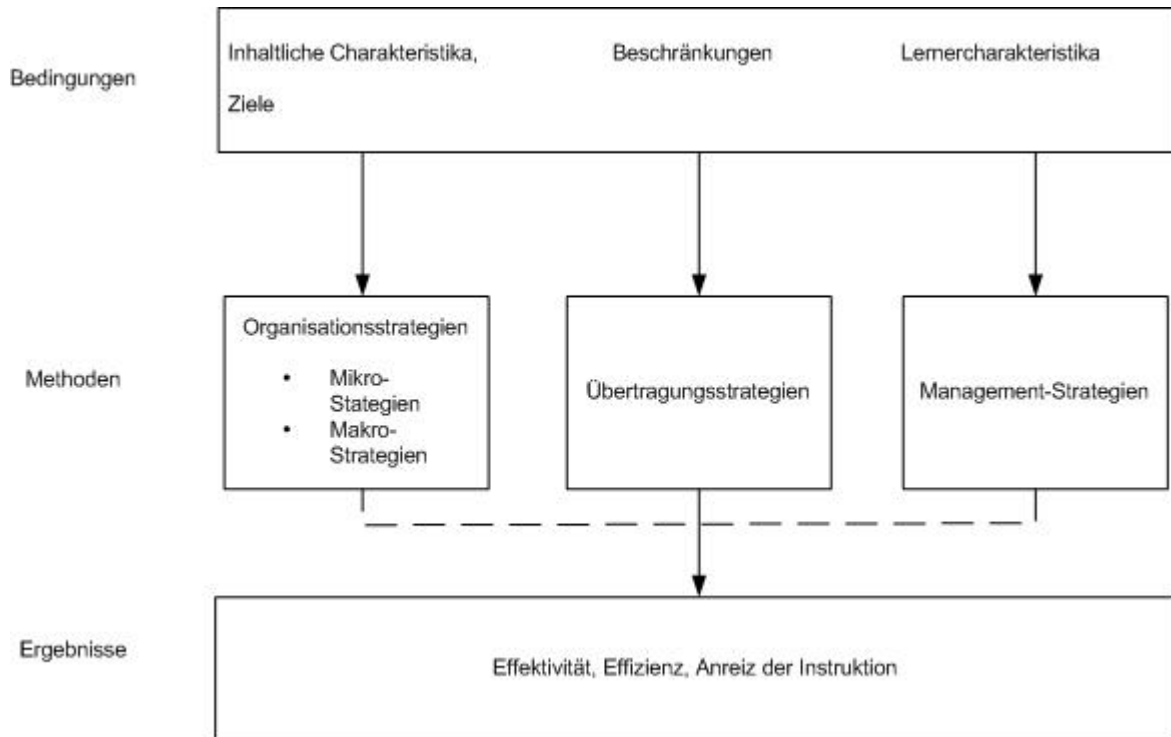 Bedingungen
Inhaltliche Charakteristika,
Ziele
Beschränkungen
Lernercharakteristika
Methoden
Organisationsstrategien
• Mikro-
Stategien
• Makro-
Strategien
Übertragungsstrategien
Management-Strategien
Ergebnisse
Effektivität, Effizienz, Anreiz der Instruktion